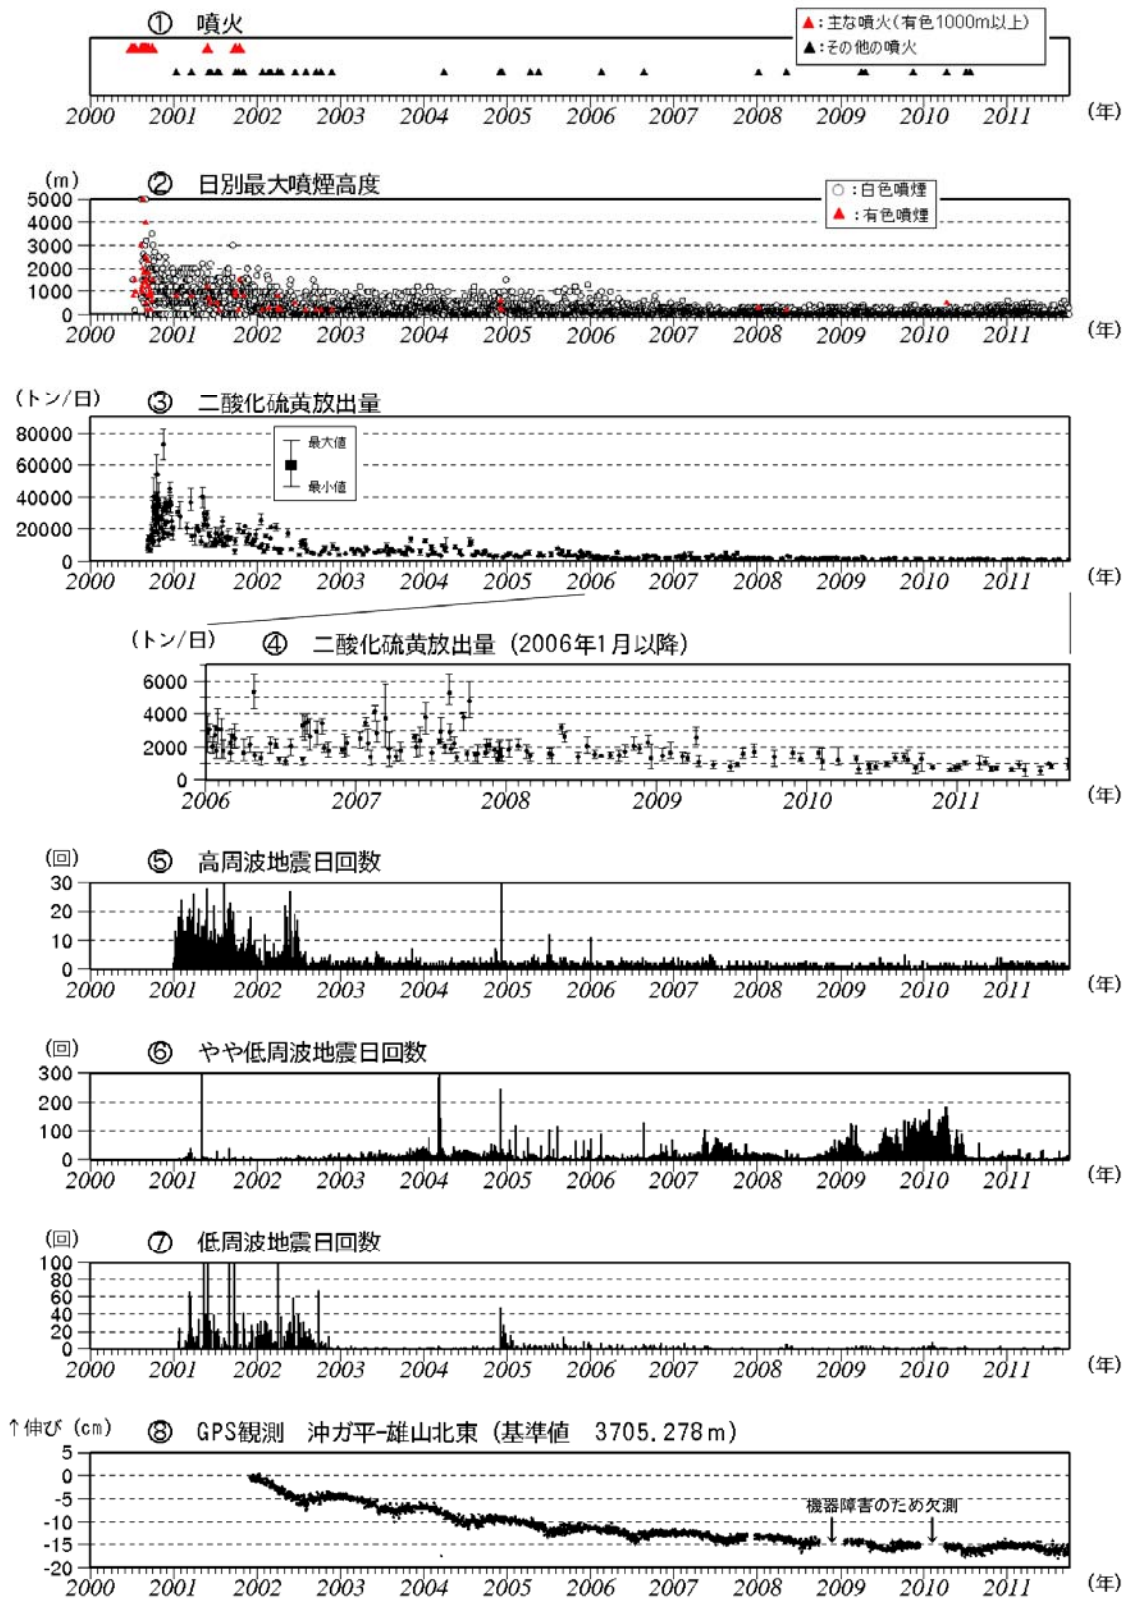 ① 噴火
▲：主な噴火（有色1000m以上）
▲：その他の噴火
2000 2001 2002 2003 2004 2005 2006 2007 2008 2009 2010 2011 (年)
(m) ② 日別最大噴煙高度
○：白色噴煙
▲：有色噴煙
5000
4000
3000
2000
1000
0
2000 2001 2002 2003 2004 2005 2006 2007 2008 2009 2010 2011 (年)
(トン/日) ③ 二酸化硫黄放出量
最大値
最小値
80000
60000
40000
20000
0
2000 2001 2002 2003 2004 2005 2006 2007 2008 2009 2010 2011 (年)
(トン/日) ④ 二酸化硫黄放出量 (2006年1月以降)
6000
4000
2000
0
2006 2007 2008 2009 2010 2011 (年)
(回) ⑤ 高周波地震日回数
30
20
10
0
2000 2001 2002 2003 2004 2005 2006 2007 2008 2009 2010 2011 (年)
(回) ⑥ やや低周波地震日回数
300
200
100
0
2000 2001 2002 2003 2004 2005 2006 2007 2008 2009 2010 2011 (年)
(回) ⑦ 低周波地震日回数
100
80
60
40
20
0
2000 2001 2002 2003 2004 2005 2006 2007 2008 2009 2010 2011 (年)
↑伸び (cm) ⑧ GPS観測 沖ガ平-雄山北東 (基準値 3705.278m)
5
0
-5
-10
-15
-20
機器障害のため欠測
2000 2001 2002 2003 2004 2005 2006 2007 2008 2009 2010 2011 (年)